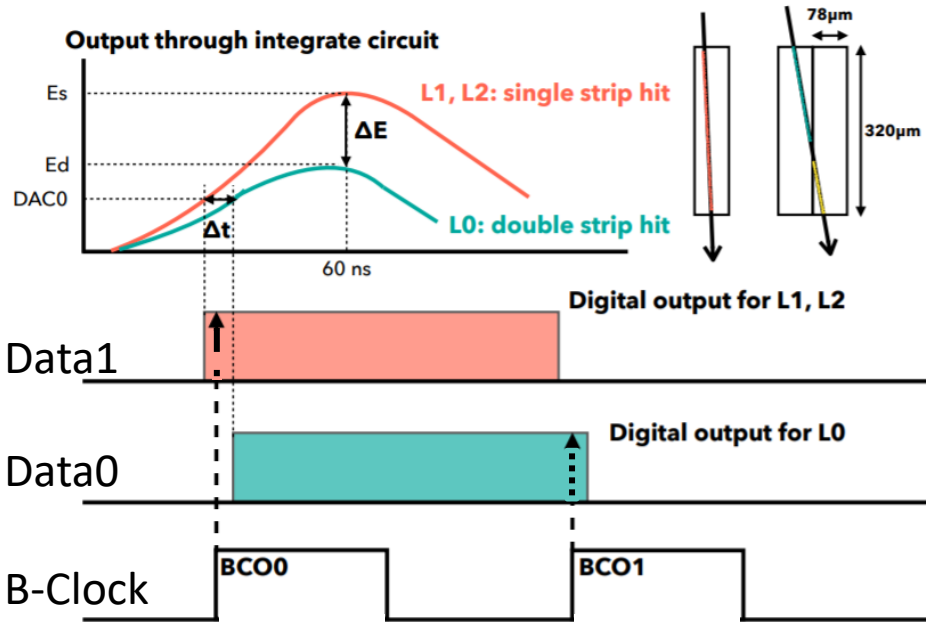 Output through integrate circuit
78μm
Es
L1, L2: single strip hit
ΔE
320μm
Ed
DAC0
Δt
L0: double strip hit
60 ns
Digital output for L1, L2
Data1
Digital output for L0
Data0
BCO0
BCO1
B-Clock